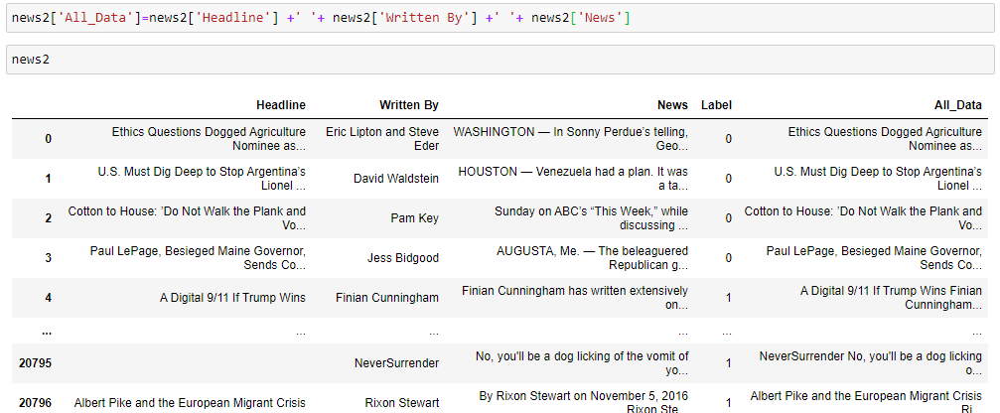 news2['All_Data']=news2['Headline'] +' '+ news2['Written By'] +' '+ news2['News']
news2
Headline Written By News Label All_Data
0 Ethics Questions Dogged Agriculture Nominee as... Eric Lipton and Steve Eder WASHINGTON — In Sonny Perdue’s telling, Geo... 0 Ethics Questions Dogged Agriculture Nominee as...
1 U.S. Must Dig Deep to Stop Argentina’s Lionel ... David Waldstein HOUSTON — Venezuela had a plan. It was a ta... 0 U.S. Must Dig Deep to Stop Argentina’s Lionel ...
2 Cotton to House: ’Do Not Walk the Plank and Vo... Pam Key Sunday on ABC’s “This Week,” while discussing ... 0 Cotton to House: ’Do Not Walk the Plank and Vo...
3 Paul LePage, Besieged Maine Governor, Sends Co... Jess Bidgood AUGUSTA, Me. — The beleaguered Republican g... 0 Paul LePage, Besieged Maine Governor, Sends Co...
4 A Digital 9/11 If Trump Wins Finian Cunningham Finian Cunningham has written extensively on... 1 A Digital 9/11 If Trump Wins Finian Cunningham...
... ... ... ... ... ...
20795 NeverSurrender No, you'll be a dog licking of the vomit of yo... 1 NeverSurrender No, you'll be a dog licking o...
20796 Albert Pike and the European Migrant Crisis Rixon Stewart By Rixon Stewart on November 5, 2016 Rixon Ste... 1 Albert Pike and the European Migrant Crisis Ri...